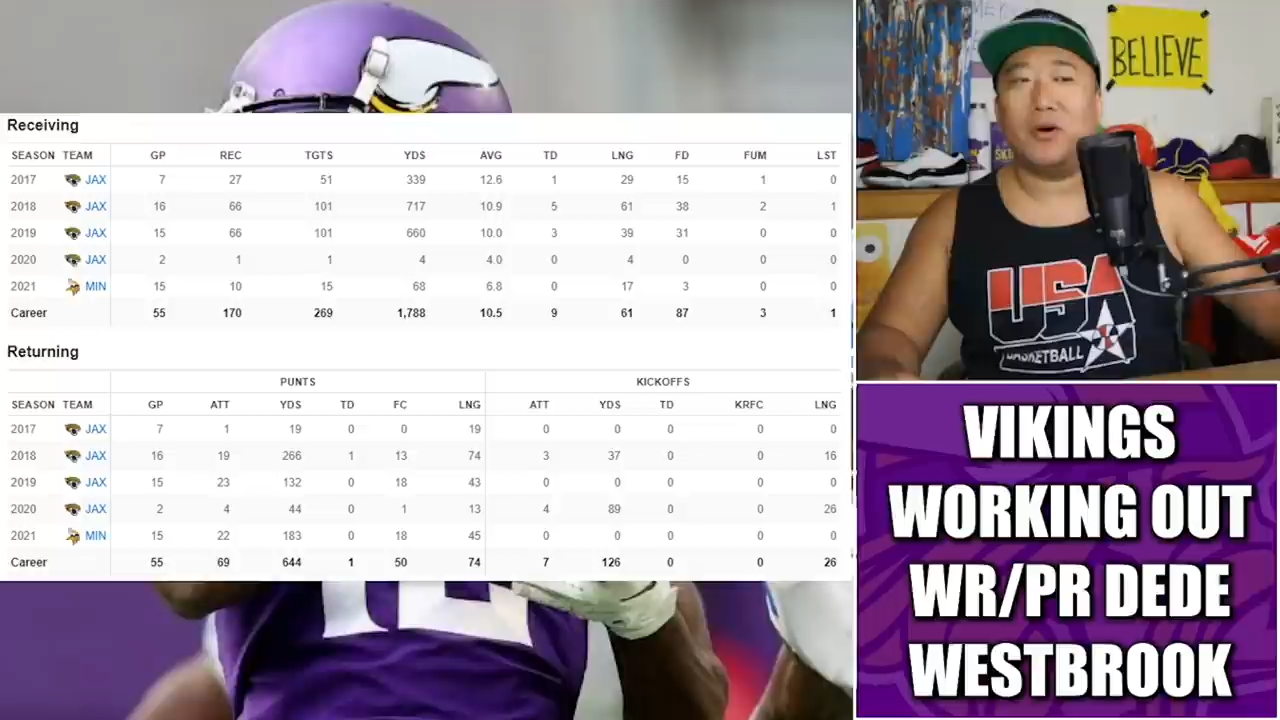 Receiving
SEASON TEAM GP REC TGTS YDS AVG TD LNG FD FUM LST
2017 JAX 7 27 51 339 12.6 1 29 15 1 0
2018 JAX 16 66 101 717 10.9 5 61 38 2 1
2019 JAX 15 66 101 660 10.0 3 39 31 0 0
2020 JAX 2 1 1 4 4.0 0 4 0 0 0
2021 MIN 15 10 15 68 6.8 0 17 3 0 0
Career 55 170 269 1,788 10.5 9 61 87 3 1
Returning
PUNTS KICKOFFS
SEASON TEAM GP ATT YDS TD FC LNG ATT YDS TD KRFC LNG
2017 JAX 7 1 19 0 0 19 0 0 0 0 0
2018 JAX 16 19 266 1 13 74 3 37 0 0 16
2019 JAX 15 23 132 0 18 43 0 0 0 0 0
2020 JAX 2 4 44 0 1 13 4 89 0 0 26
2021 MIN 15 22 183 0 18 45 0 0 0 0 0
Career 55 69 644 1 50 74 7 126 0 0 26
BELIEVE
USA
BASKETBALL
VIKINGS
WORKING OUT
WR/PR DEDE
WESTBROOK